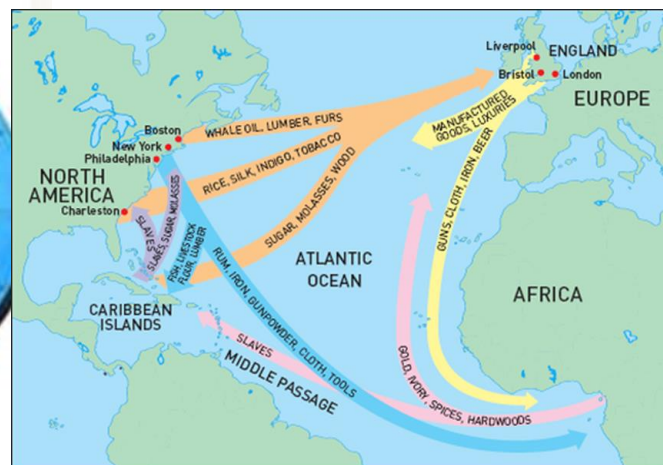 Liverpool
ENGLAND
Bristol
London
EUROPE
MANUFACTURED
GOODS, LUXURIES
Boston
New York
Philadelphia
WHALE OIL, LUMBER, FURS
RICE, SILK, INDIGO, TOBACCO
GUNS, CLOTH, IRON, BEER
NORTH
AMERICA
Charleston
SLAVES
SLAVES, SUGAR, MOLASSES
FISH, LIVESTOCK
FLOUR, LUMBER
SUGAR, MOLASSES, WOOD
ATLANTIC
OCEAN
AFRICA
CARIBBEAN
ISLANDS
RUM, IRON, GUNPOWDER, CLOTH, TOOLS
SLAVES
MIDDLE PASSAGE
GOLD, IVORY, SPICES, HARDWOODS